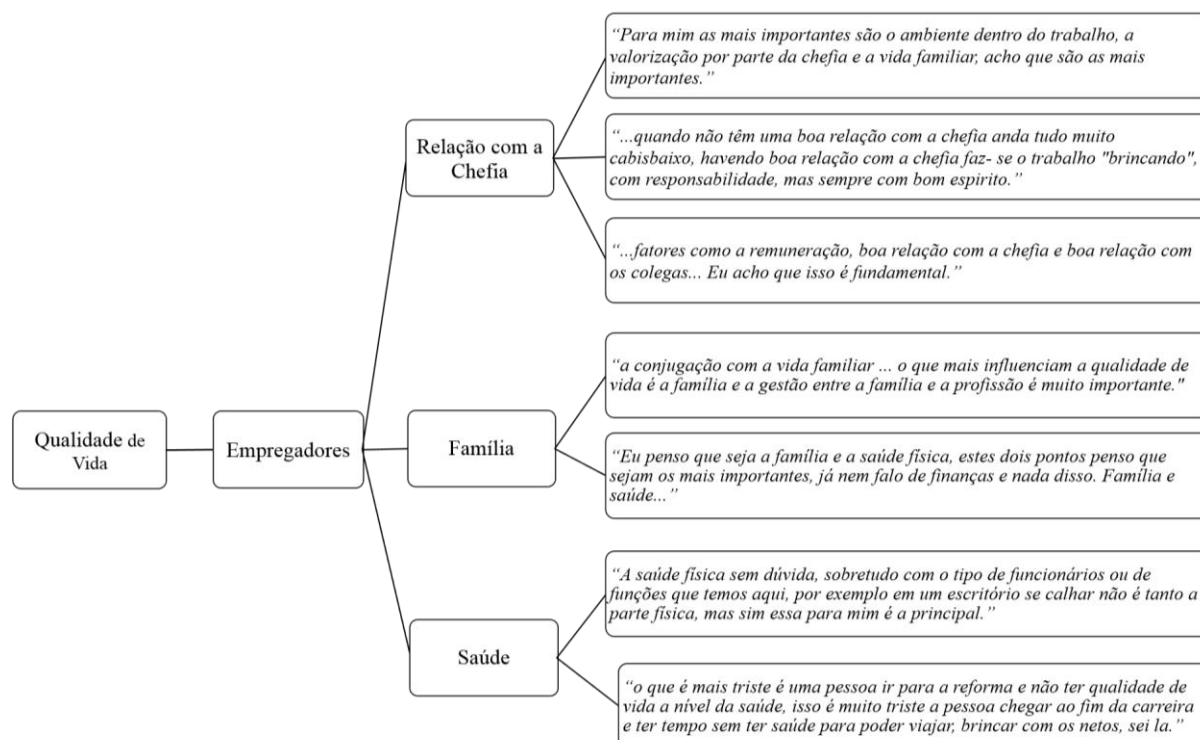 Qualidade de
Vida
Empregadores
Relação com a
Chefia
“Para mim as mais importantes são o ambiente dentro do trabalho, a
valorização por parte da chefia e a vida familiar, acho que são as mais
importantes.”
“...quando não têm uma boa relação com a chefia anda tudo muito
cabisbaixo, havendo boa relação com a chefia faz- se o trabalho "brincando",
com responsabilidade, mas sempre com bom espirito.”
“...fatores como a remuneração, boa relação com a chefia e boa relação com
os colegas... Eu acho que isso é fundamental.”
Família
“a conjugação com a vida familiar ... o que mais influenciam a qualidade de
vida é a família e a gestão entre a família e a profissão é muito importante."
“Eu penso que seja a família e a saúde física, estes dois pontos penso que
sejam os mais importantes, já nem falo de finanças e nada disso. Família e
saúde...”
Saúde
“A saúde física sem dúvida, sobretudo com o tipo de funcionários ou de
funções que temos aqui, por exemplo em um escritório se calhar não é tanto a
parte física, mas sim essa para mim é a principal.”
“o que é mais triste é uma pessoa ir para a reforma e não ter qualidade de
vida a nível da saúde, isso é muito triste a pessoa chegar ao fim da carreira
e ter tempo sem ter saúde para poder viajar, brincar com os netos, sei la.”